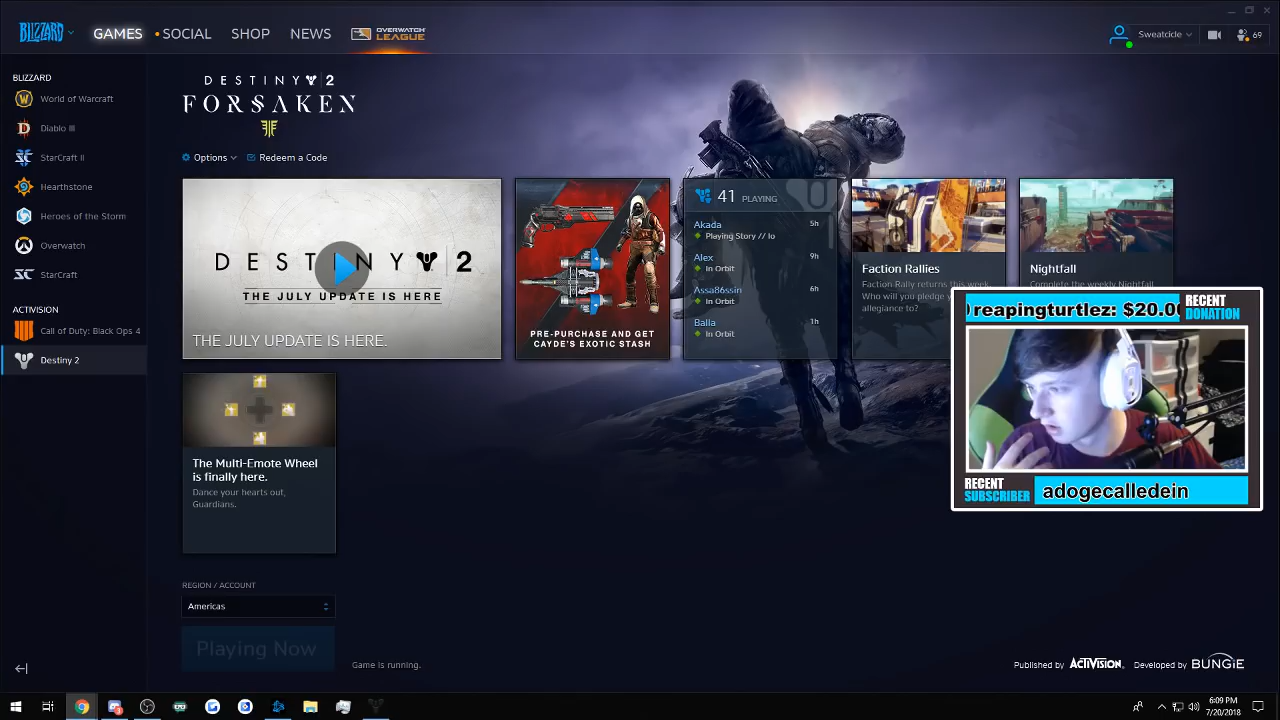 BLIZZARD
GAMES
SOCIAL
SHOP
NEWS
OVERWATCH
LEAGUE
Sweatcicle
69
BLIZZARD
World of Warcraft
Diablo III
StarCraft II
Hearthstone
Heroes of the Storm
Overwatch
SC StarCraft
ACTIVISION
Call of Duty: Black Ops 4
Destiny 2
DESTINY 2
FORSAKEN
Options
Redeem a Code
DESTINY 2
THE JULY UPDATE IS HERE
THE JULY UPDATE IS HERE.
PRE-PURCHASE AND GET
CAYDE'S EXOTIC STASH
41 PLAYING
Akada 5h
Playing Story // Io
Alex 9h
In Orbit
Assa86ssin 6h
In Orbit
Balla 1h
In Orbit
Faction Rallies
Faction Rally returns this week.
Who will you pledge your
allegiance to?
Nightfall
Complete the weekly Nightfall
reapingturtlez: $20.0
RECENT
DONATION
RECENT
SUBSCRIBER
adogecalledein
The Multi-Emote Wheel
is finally here.
Dance your hearts out,
Guardians.
REGION / ACCOUNT
Americas
Playing Now
Game is running.
Published by ACTIVISION. Developed by BUNGiE
6:09 PM
7/20/2018